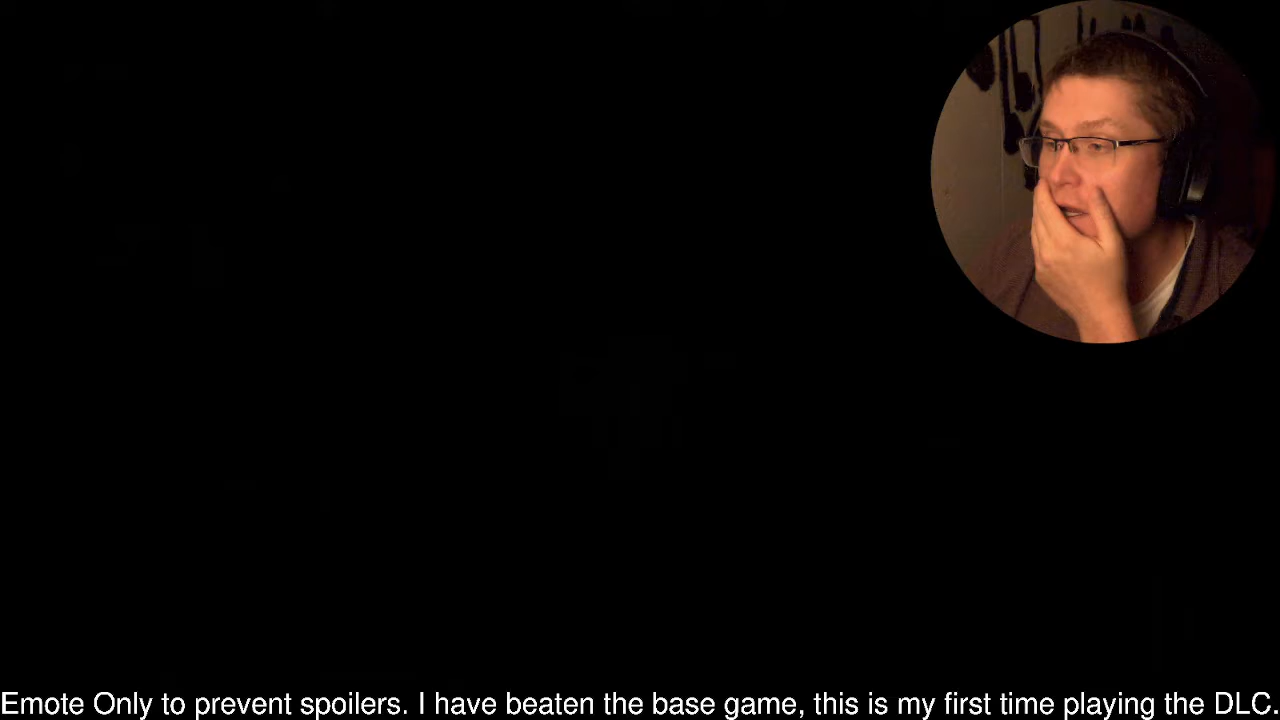 Emote Only to prevent spoilers. I have beaten the base game, this is my first time playing the DLC.